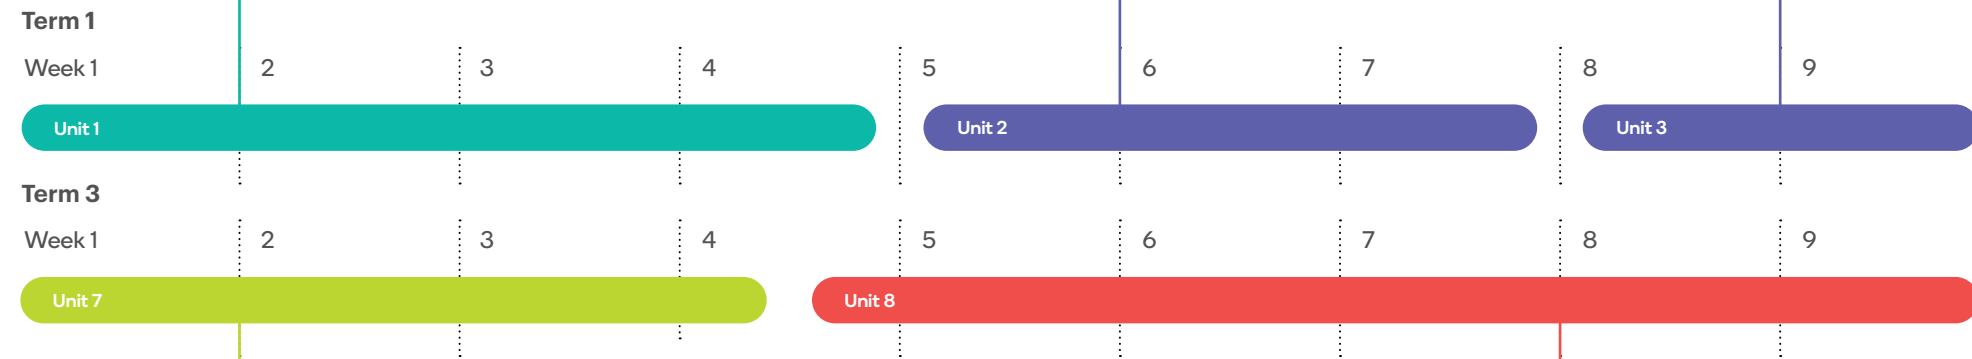 Term 1
Week 1 2 3 4 5 6 7 8 9
Unit 1 Unit 2 Unit 3
Term 3
Week 1 2 3 4 5 6 7 8 9
Unit 7 Unit 8